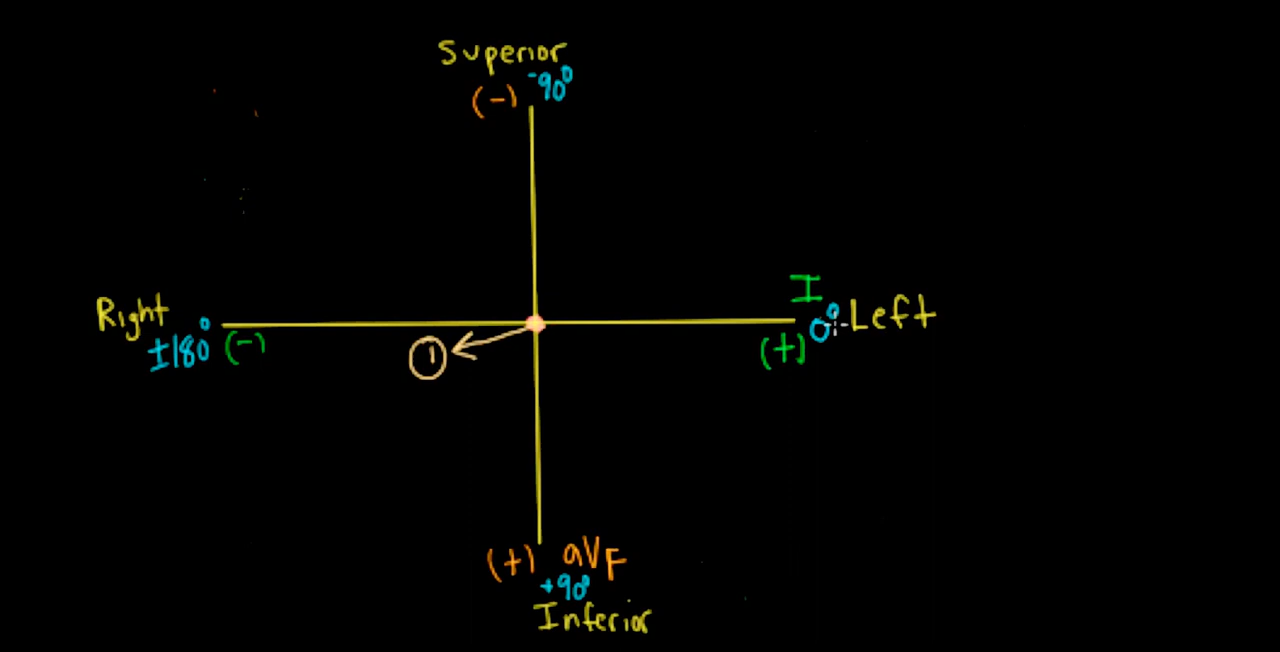 Superior
-90°
(-)
I
Right
0°
Left
±180°
(-)
1
(+)
(+) aVF
+90°
Inferior